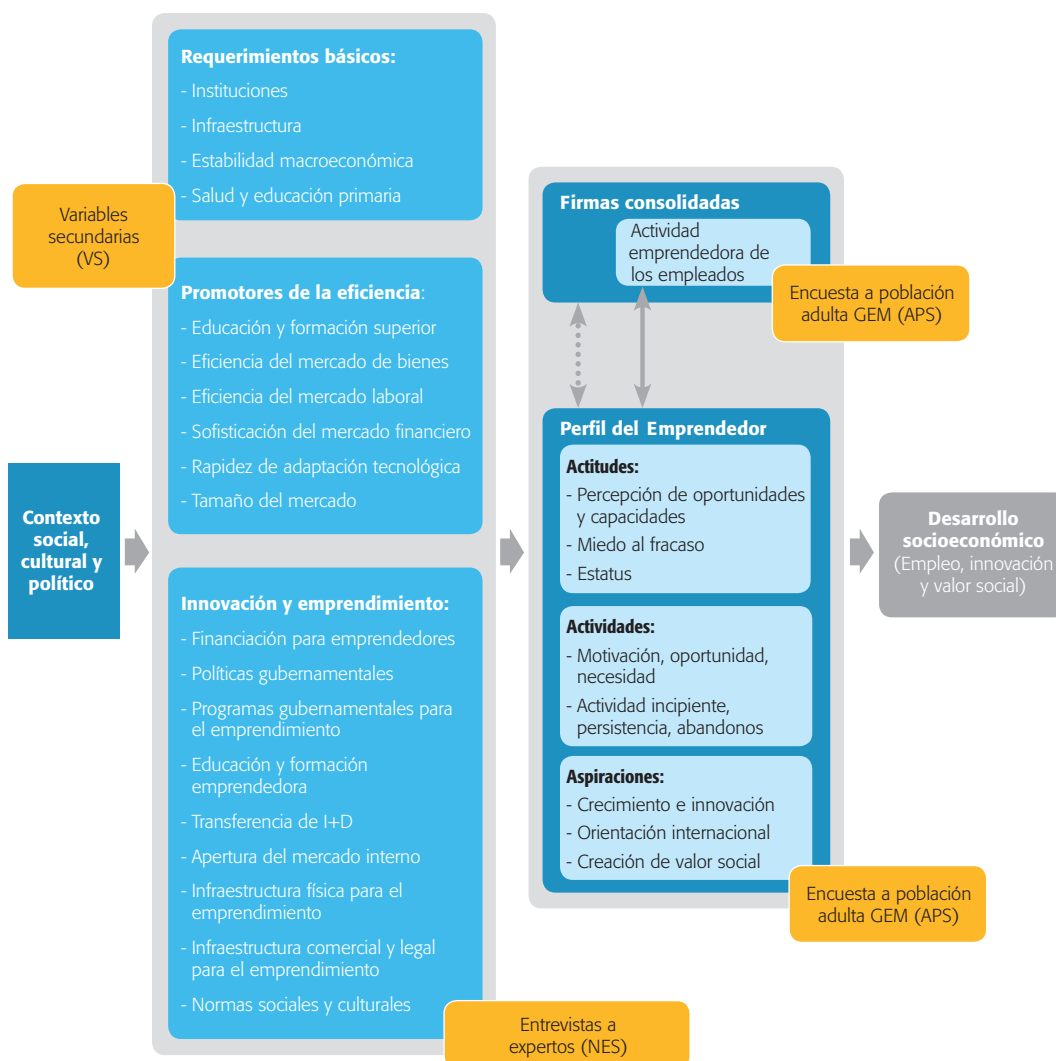 Contexto
social,
cultural y
político
Requerimientos básicos:
- Instituciones
- Infraestructura
- Estabilidad macroeconómica
- Salud y educación primaria
Variables
secundarias
(VS)
Promotores de la eficiencia:
- Educación y formación superior
- Eficiencia del mercado de bienes
- Eficiencia del mercado laboral
- Sofisticación del mercado financiero
- Rapidez de adaptación tecnológica
- Tamaño del mercado
Innovación y emprendimiento:
- Financiación para emprendedores
- Políticas gubernamentales
- Programas gubernamentales para
el emprendimiento
- Educación y formación
emprendedora
- Transferencia de I+D
- Apertura del mercado interno
- Infraestructura física para el
emprendimiento
- Infraestructura comercial y legal
para el emprendimiento
- Normas sociales y culturales
Entrevistas a
expertos (NES)
Firmas consolidadas
Actividad
emprendedora de
los empleados
Encuesta a población
adulta GEM (APS)
Perfil del Emprendedor
Actitudes:
- Percepción de oportunidades
y capacidades
- Miedo al fracaso
- Estatus
Actividades:
- Motivación, oportunidad,
necesidad
- Actividad incipiente,
persistencia, abandonos
Aspiraciones:
- Crecimiento e innovación
- Orientación internacional
- Creación de valor social
Encuesta a población
adulta GEM (APS)
Desarrollo
socioeconómico
(Empleo, innovación
y valor social)